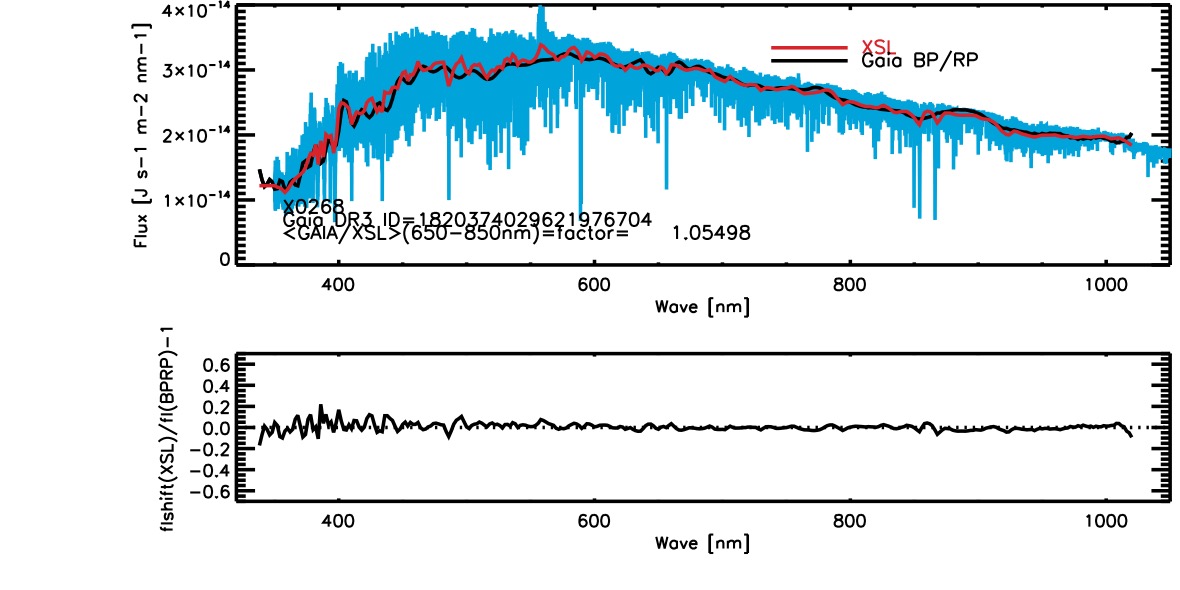 4×10−14
3×10−14
2×10−14
1×10−14
0
Flux [J s−1 m−2 nm−1]
XSL
Gaia BP/RP
X0268
Gaia DR3 ID=1820374029621976704
<GAIA/XSL>(650−850nm)=factor= 1.05498
400 600 800 1000
Wave [nm]
flshift(XSL)/fl(BPRP)−1
0.6
0.4
0.2
0.0
−0.2
−0.4
−0.6
400 600 800 1000
Wave [nm]